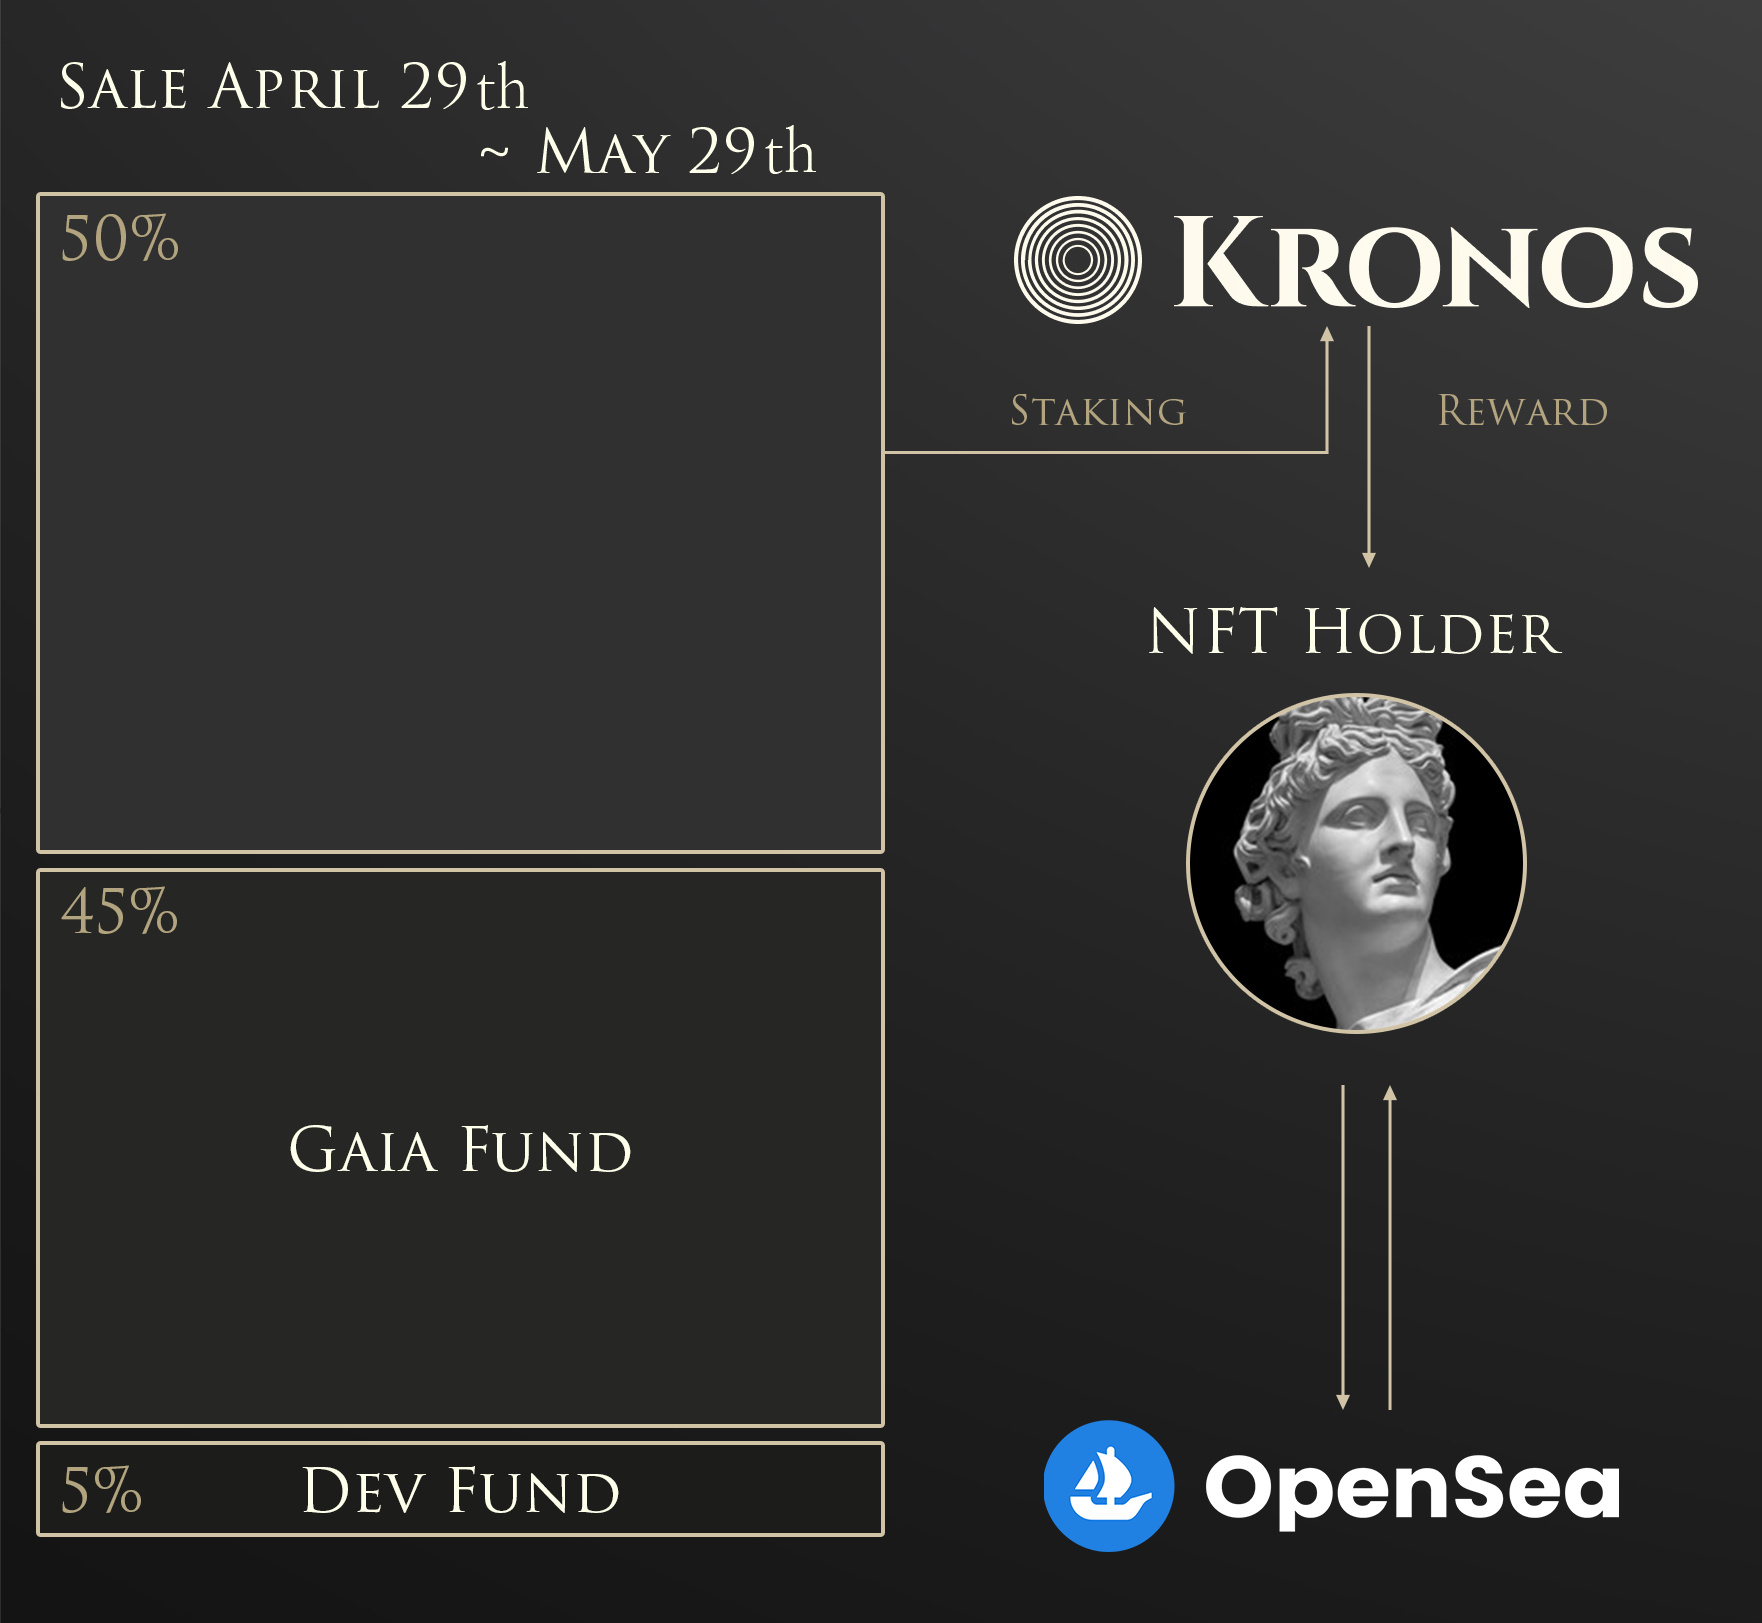 Sale April 29th
~ May 29th
50%
Kronos
Staking
Reward
NFT Holder
45%
Gaia Fund
5%
Dev Fund
OpenSea